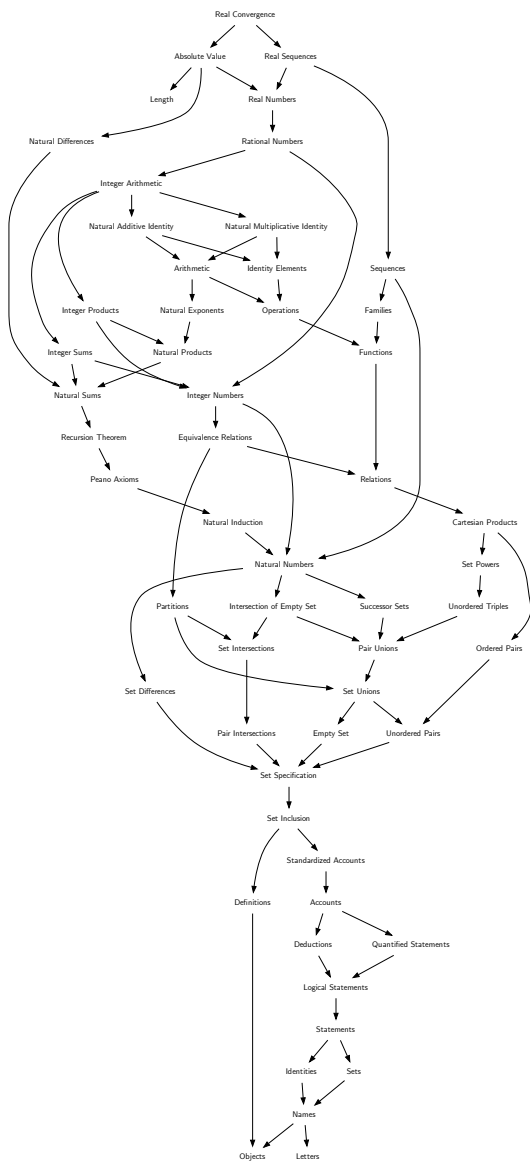 Real Convergence
Absolute Value
Real Sequences
Length
Real Numbers
Natural Differences
Rational Numbers
Integer Arithmetic
Natural Additive Identity
Natural Multiplicative Identity
Arithmetic
Identity Elements
Sequences
Integer Products
Natural Exponents
Operations
Families
Integer Sums
Natural Products
Functions
Natural Sums
Integer Numbers
Recursion Theorem
Equivalence Relations
Peano Axioms
Relations
Natural Induction
Cartesian Products
Natural Numbers
Set Powers
Partitions
Intersection of Empty Set
Successor Sets
Unordered Triples
Set Intersections
Pair Unions
Ordered Pairs
Set Differences
Set Unions
Pair Intersections
Empty Set
Unordered Pairs
Set Specification
Set Inclusion
Standardized Accounts
Definitions
Accounts
Deductions
Quantified Statements
Logical Statements
Statements
Identities
Sets
Names
Objects
Letters